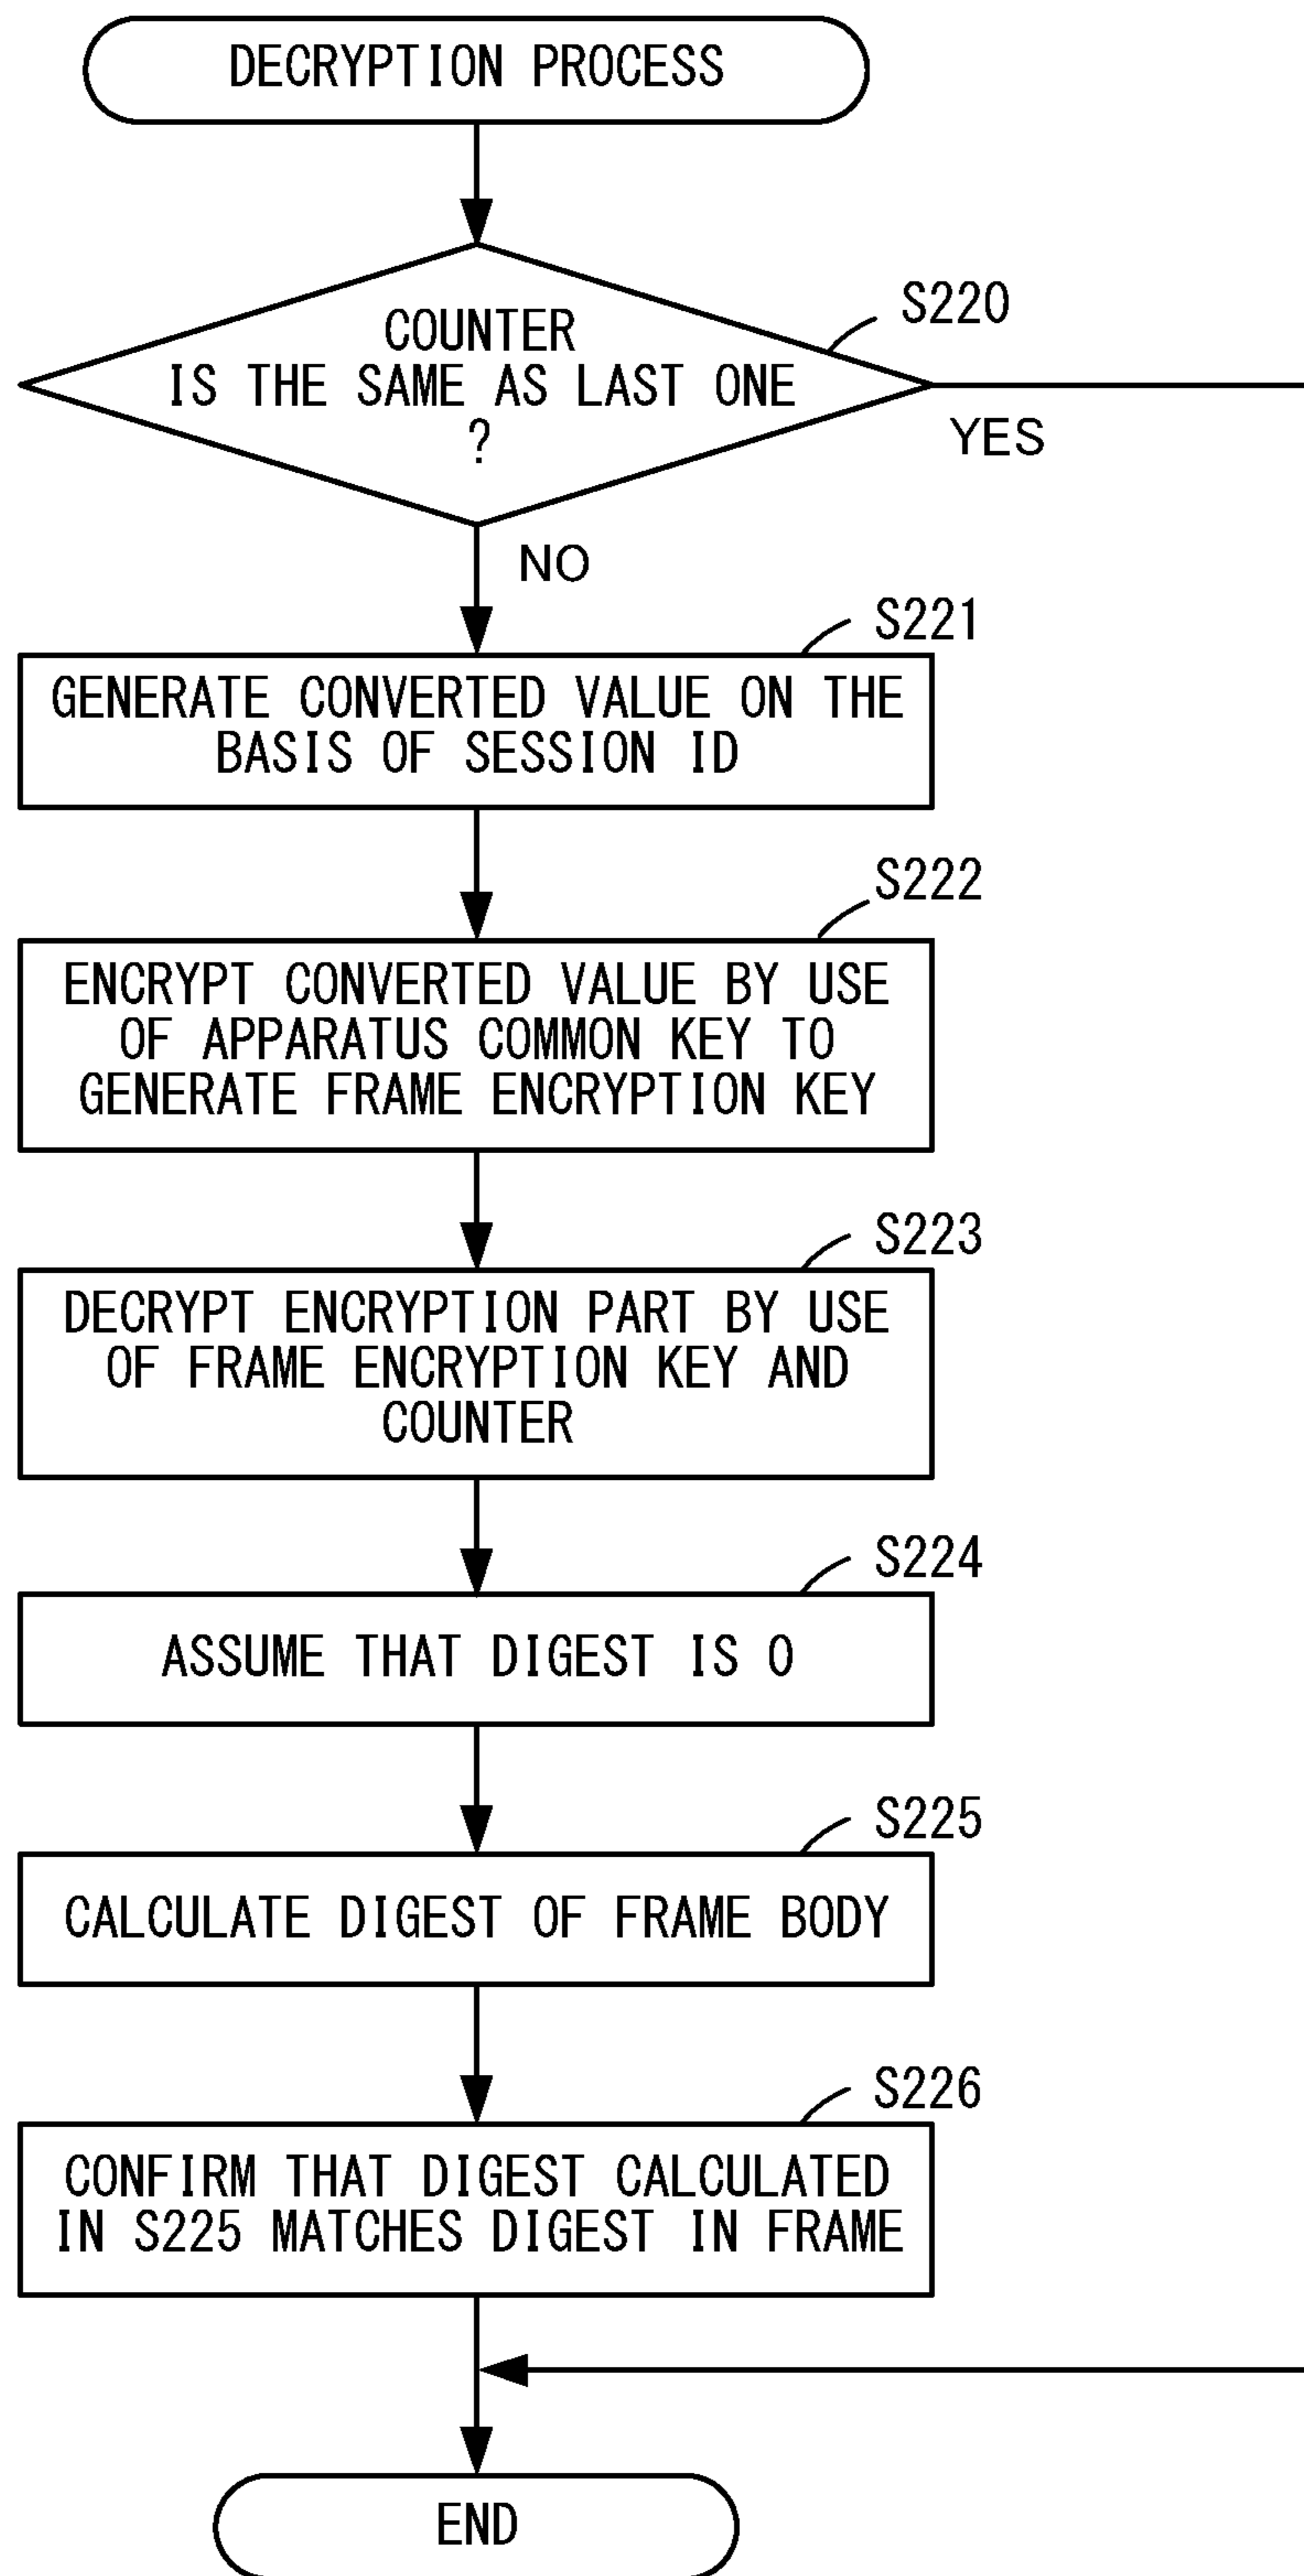 DECRYPTION PROCESS
S220
COUNTER
IS THE SAME AS LAST ONE
?
YES
NO
S221
GENERATE CONVERTED VALUE ON THE
BASIS OF SESSION ID
S222
ENCRYPT CONVERTED VALUE BY USE
OF APPARATUS COMMON KEY TO
GENERATE FRAME ENCRYPTION KEY
S223
DECRYPT ENCRYPTION PART BY USE
OF FRAME ENCRYPTION KEY AND
COUNTER
S224
ASSUME THAT DIGEST IS 0
S225
CALCULATE DIGEST OF FRAME BODY
S226
CONFIRM THAT DIGEST CALCULATED
IN S225 MATCHES DIGEST IN FRAME
END